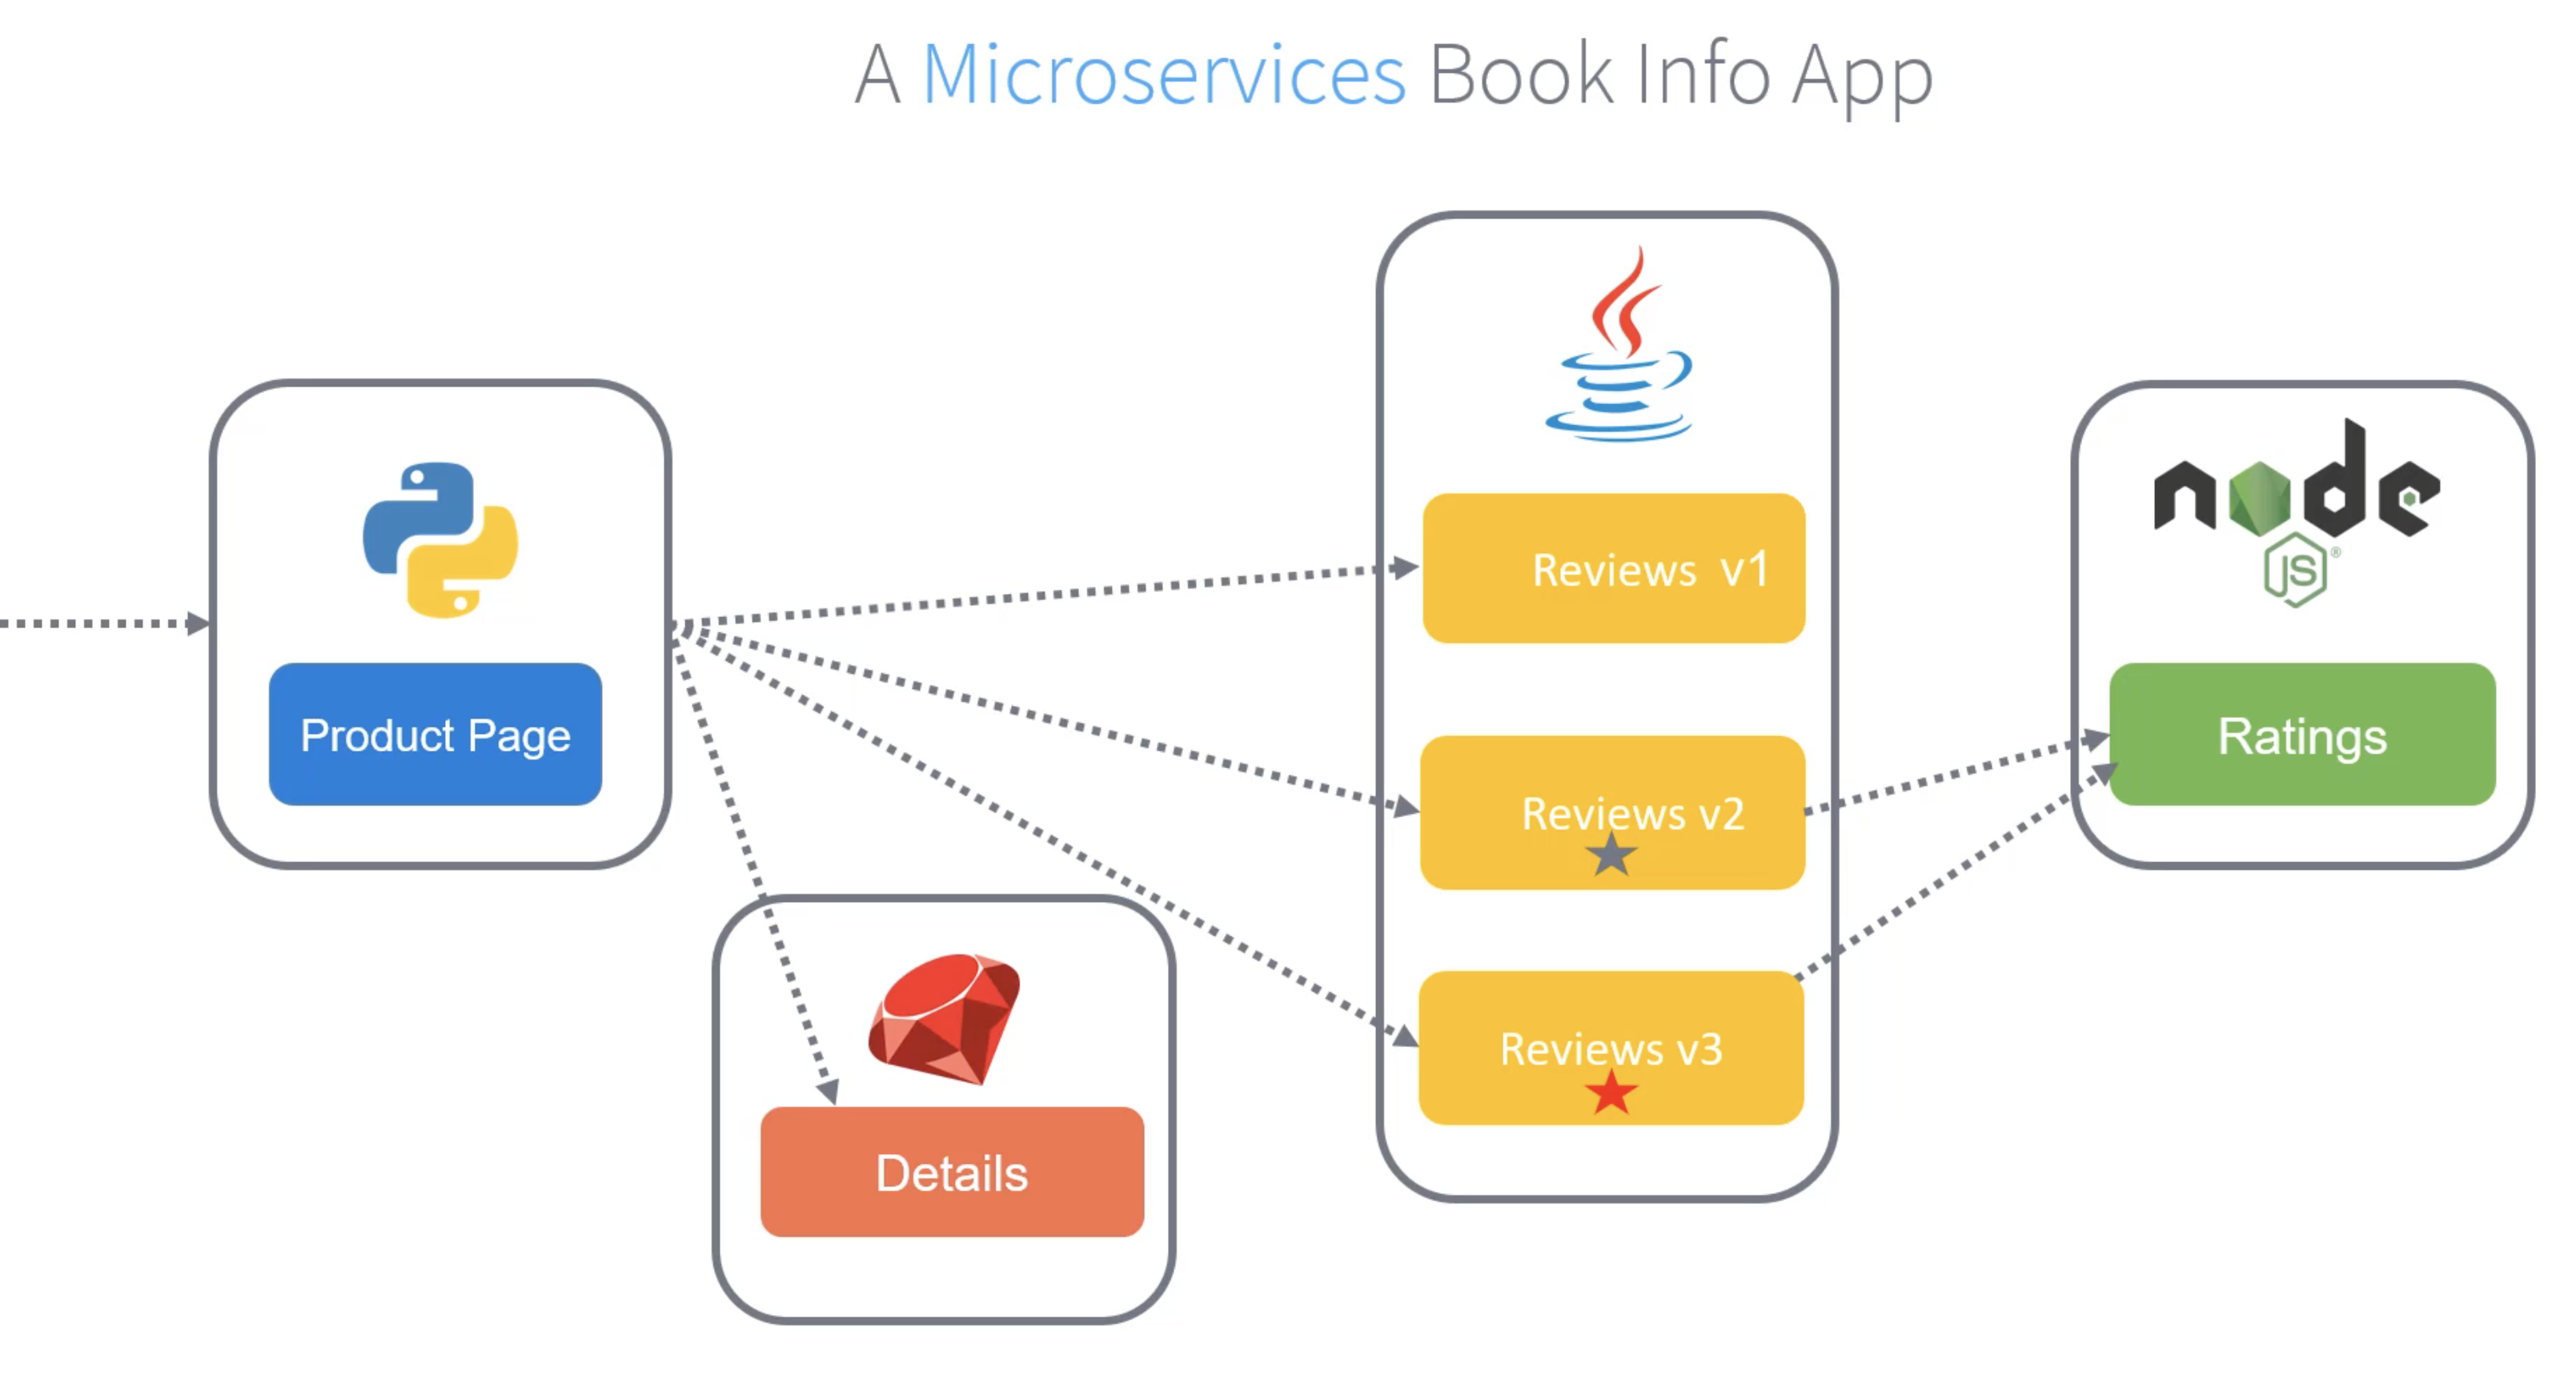 A Microservices Book Info App
Product Page
Details
Reviews v1
Reviews v2
Reviews v3
node
JS®
Ratings